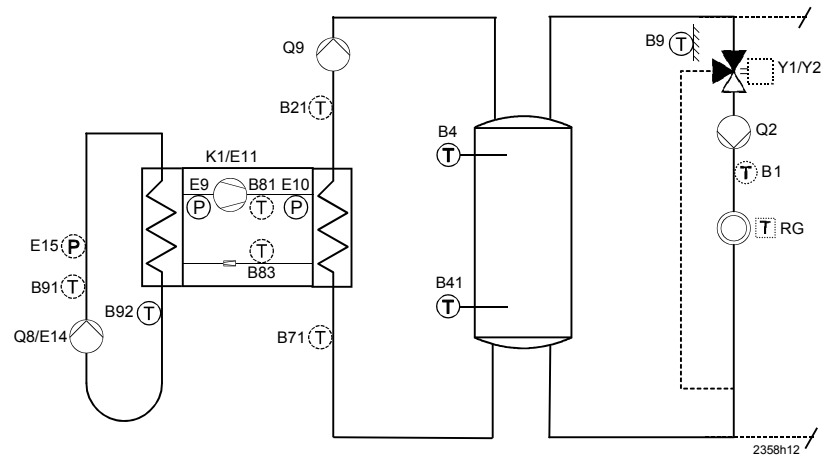 Q9
B9 T
Y1/Y2
B21 T
B4
T
Q2
K1/E11
E9 B81 E10
P T P
T B1
E15 P
T
B83
T RG
B91 T
B92 T
B41
T
Q8/E14
B71 T
2358h12